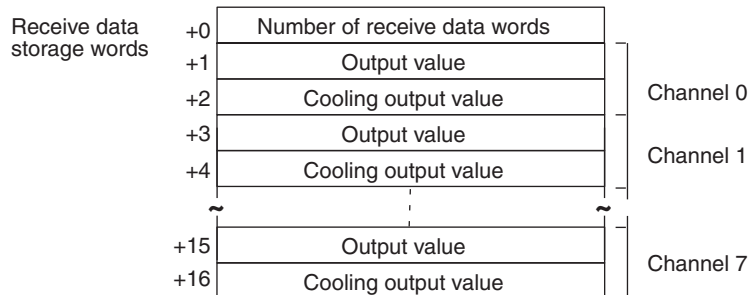 Receive data
storage words
+0 Number of receive data words
+1 Output value
+2 Cooling output value
Channel 0
+3 Output value
+4 Cooling output value
Channel 1
+15 Output value
+16 Cooling output value
Channel 7